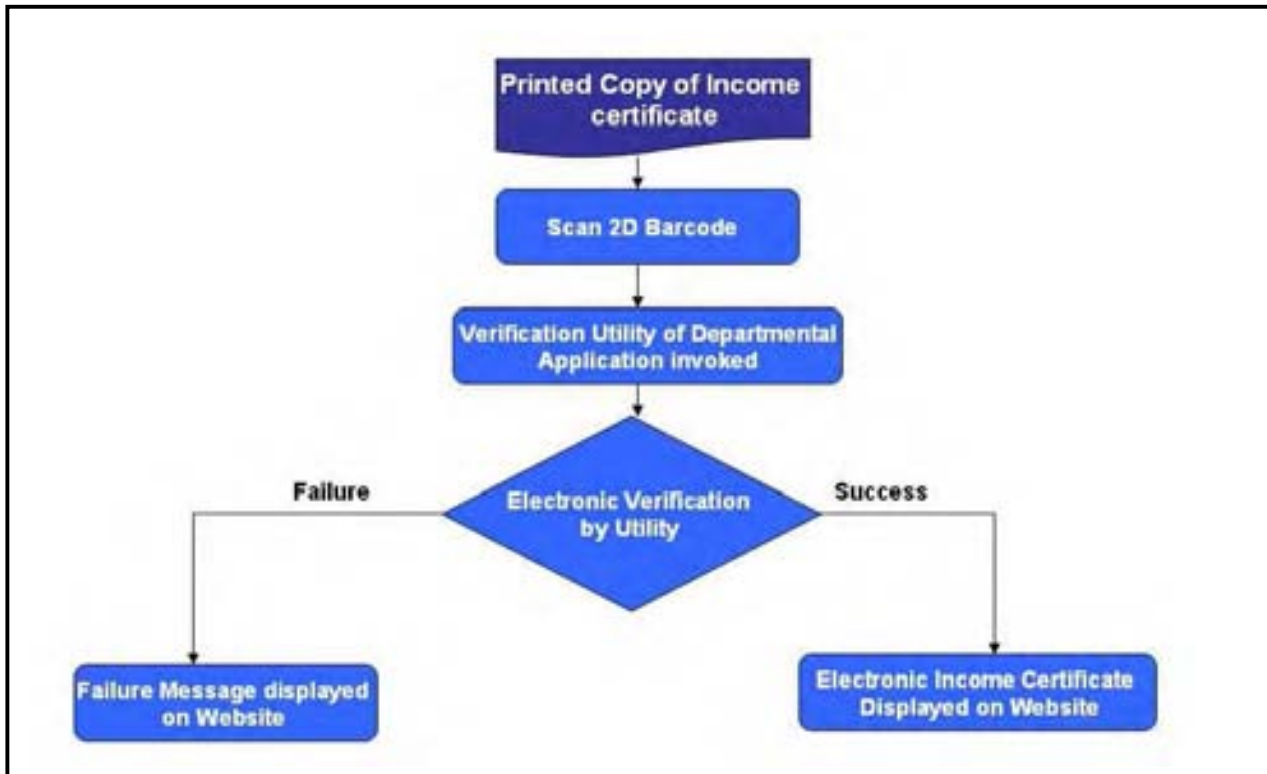 Printed Copy of Income
certificate
Scan 2D Barcode
Verification Utility of Departmental
Application invoked
Failure
Electronic Verification
by Utility
Success
Failure Message displayed
on Website
Electronic Income Certificate
Displayed on Website